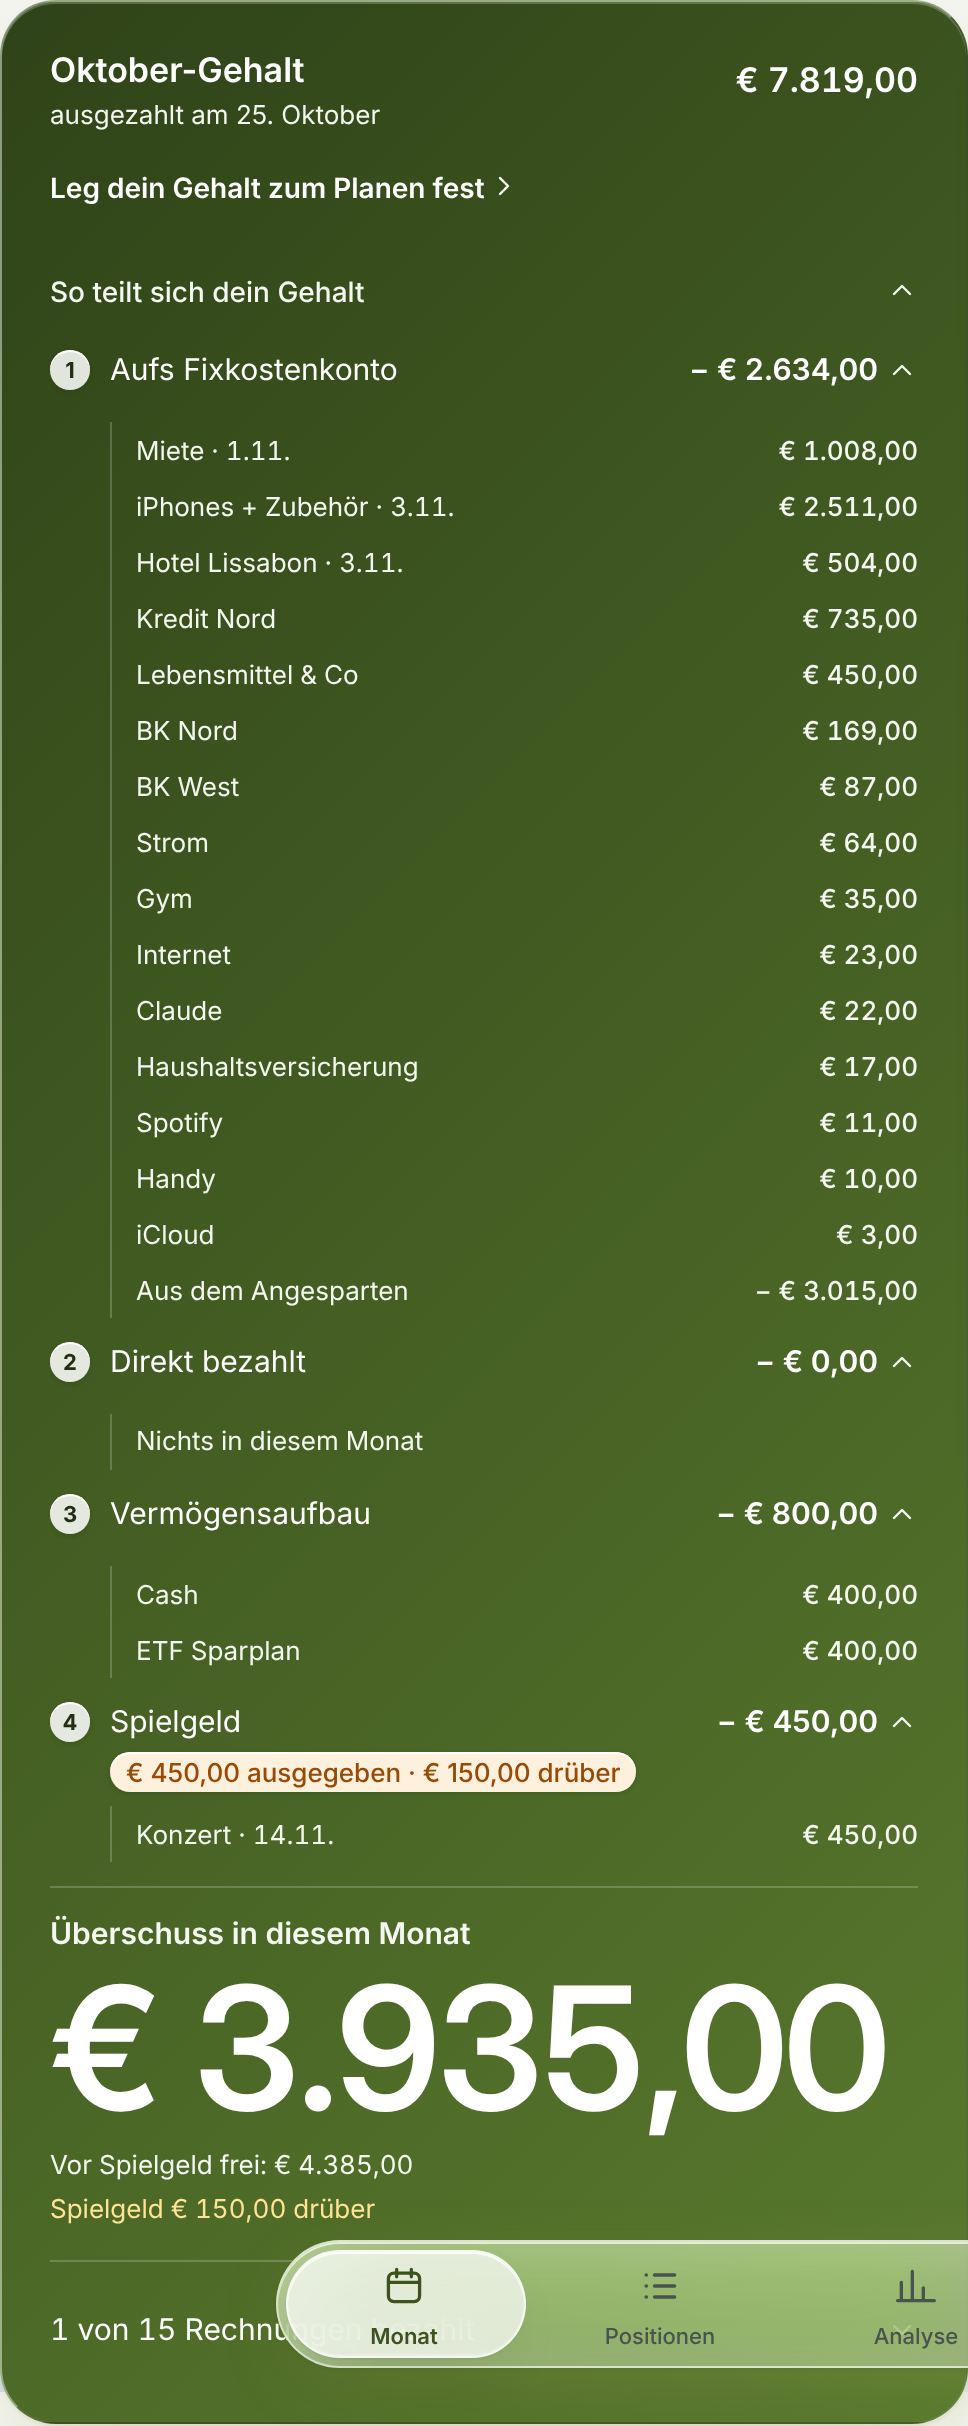 Oktober-Gehalt
€ 7.819,00
ausgezahlt am 25. Oktober
Leg dein Gehalt zum Planen fest
So teilt sich dein Gehalt
1 Aufs Fixkostenkonto – € 2.634,00
Miete · 1.11. € 1.008,00
iPhones + Zubehör · 3.11. € 2.511,00
Hotel Lissabon · 3.11. € 504,00
Kredit Nord € 735,00
Lebensmittel & Co € 450,00
BK Nord € 169,00
BK West € 87,00
Strom € 64,00
Gym € 35,00
Internet € 23,00
Claude € 22,00
Haushaltsversicherung € 17,00
Spotify € 11,00
Handy € 10,00
iCloud € 3,00
Aus dem Angesparten – € 3.015,00
2 Direkt bezahlt – € 0,00
Nichts in diesem Monat
3 Vermögensaufbau – € 800,00
Cash € 400,00
ETF Sparplan € 400,00
4 Spielgeld – € 450,00
€ 450,00 ausgegeben · € 150,00 drüber
Konzert · 14.11. € 450,00
Überschuss in diesem Monat
€ 3.935,00
Vor Spielgeld frei: € 4.385,00
Spielgeld € 150,00 drüber
1 von 15 Rechnungen
Monat Positionen Analyse